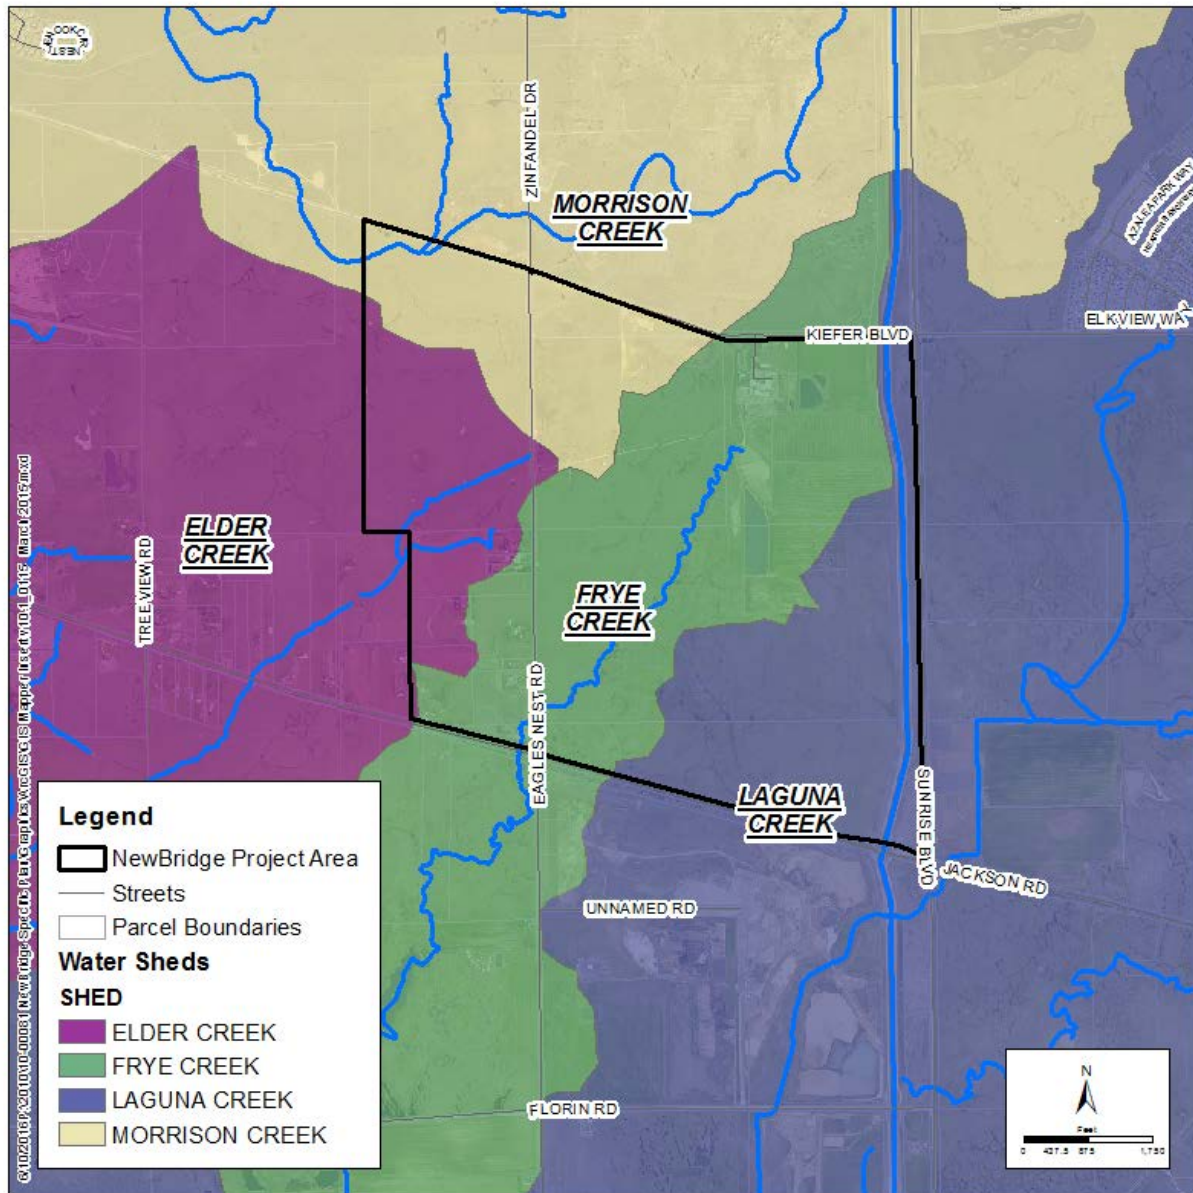 ZINFANDEL DR
MORRISON
CREEK
AZALEA PARK WAY
KIEFER BLVD
ELK VIEW WAY
ELDER
CREEK
TREE VIEW RD
FRYE
CREEK
EAGLES NEST RD
LAGUNA
CREEK
SUNRISE BLVD
JACKSON RD
UNNAMED RD
FLORIN RD
Legend
NewBridge Project Area
Streets
Parcel Boundaries
Water Sheds
SHED
ELDER CREEK
FRYE CREEK
LAGUNA CREEK
MORRISON CREEK
N
Feet
0 437.5 875 1,750